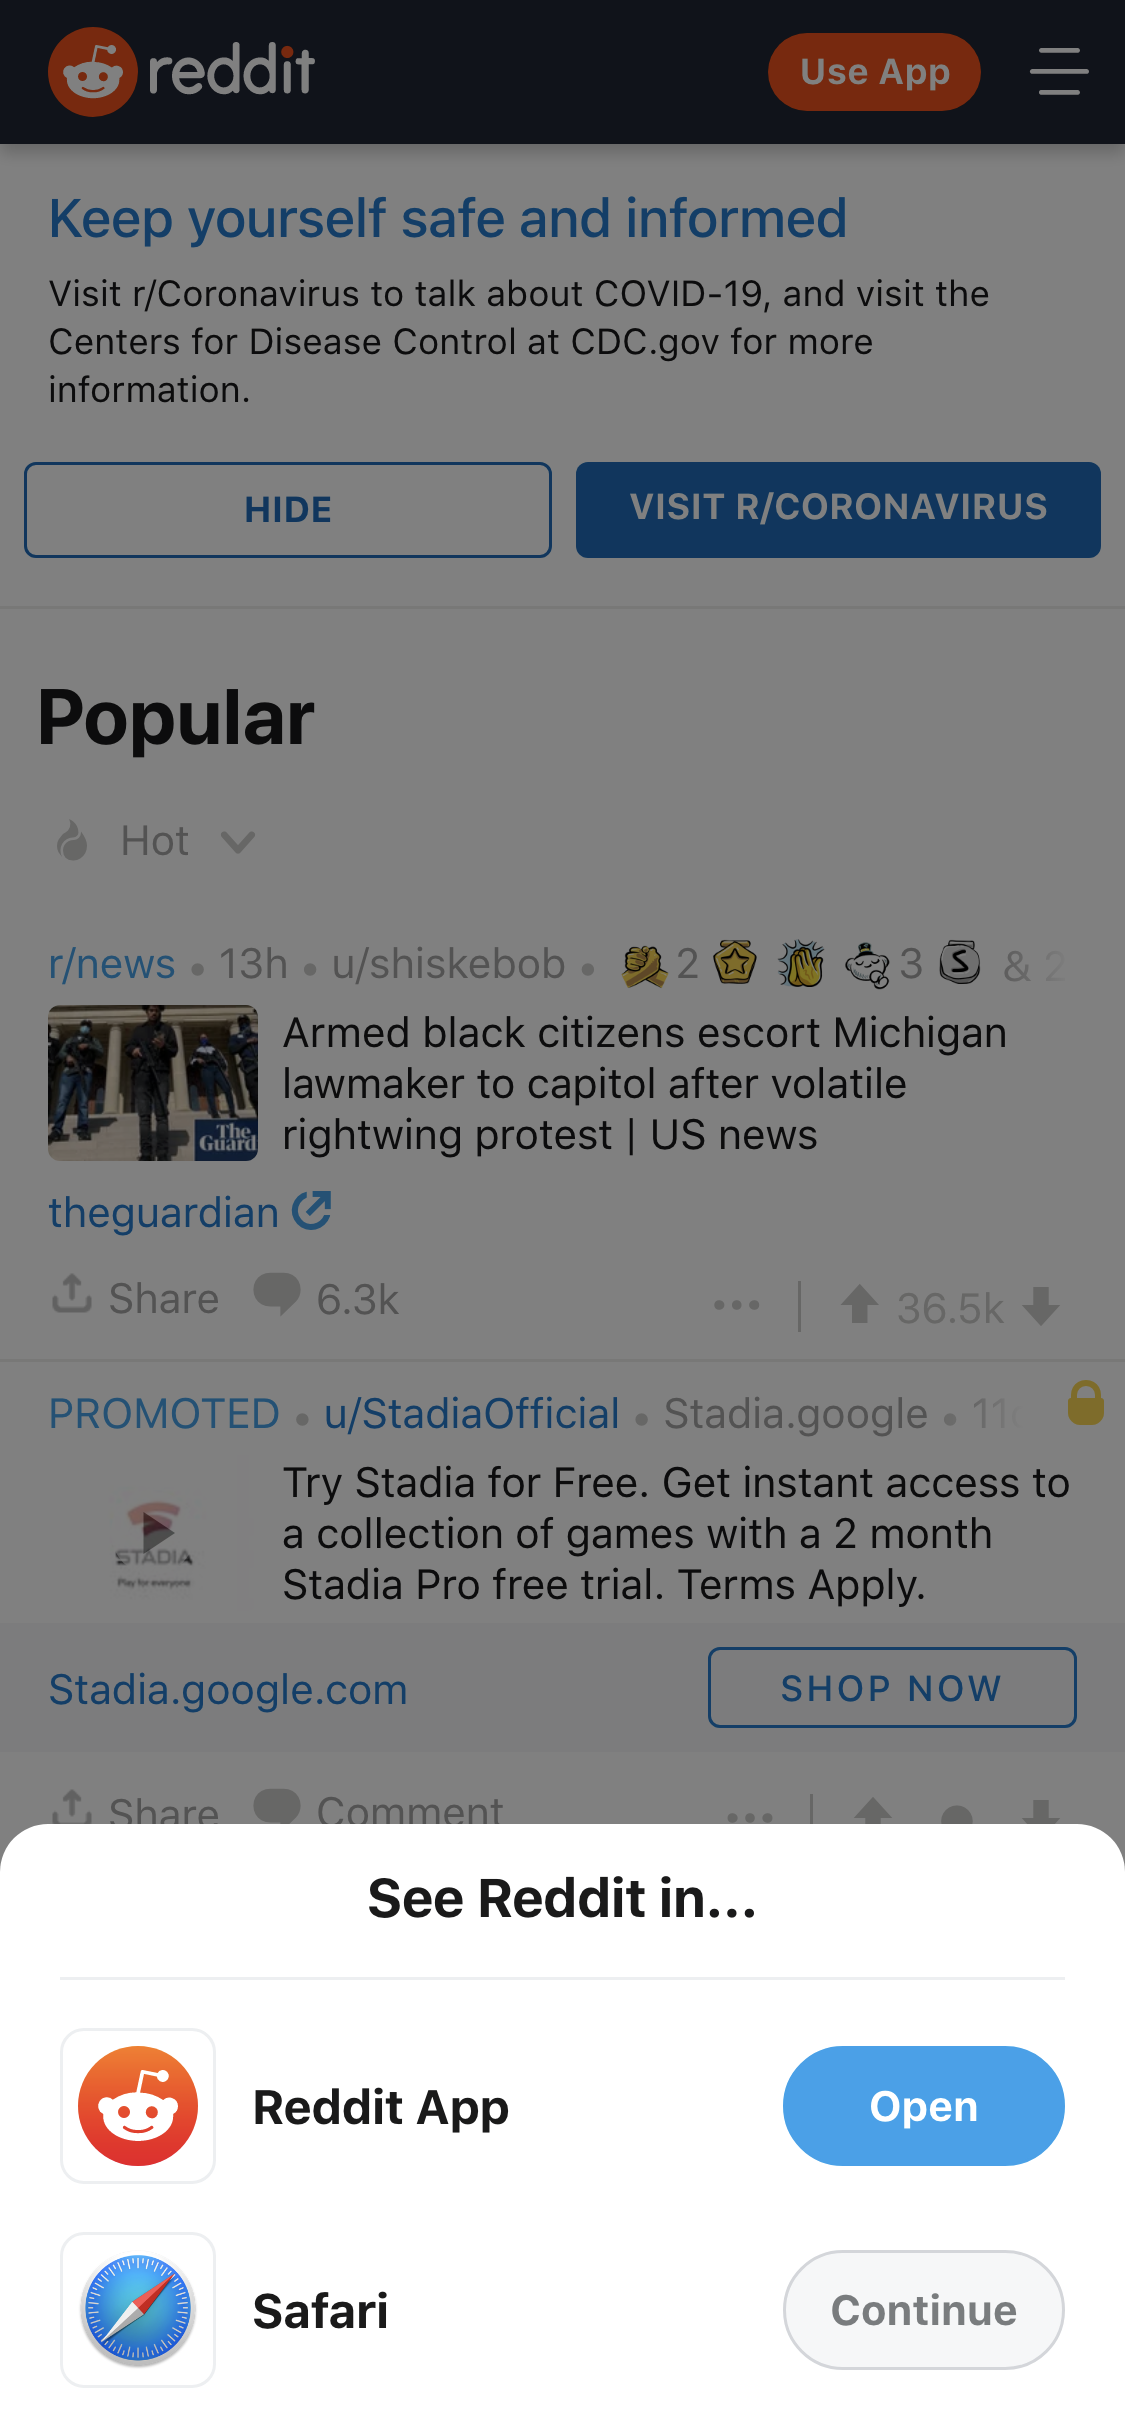 reddit
Use App
Keep yourself safe and informed
Visit r/Coronavirus to talk about COVID-19, and visit the
Centers for Disease Control at CDC.gov for more
information.
HIDE
VISIT R/CORONAVIRUS
Popular
Hot
r/news • 13h • u/shiskebob • 2 3 S & 2
Armed black citizens escort Michigan
lawmaker to capitol after volatile
rightwing protest | US news
The
Guard
theguardian
Share 6.3k ... | 36.5k
PROMOTED • u/StadiaOfficial • Stadia.google • 11
Try Stadia for Free. Get instant access to
a collection of games with a 2 month
Stadia Pro free trial. Terms Apply.
STADIA
Play for everyone
Stadia.google.com
SHOP NOW
Share Comment ... |
See Reddit in...
Reddit App
Open
Safari
Continue